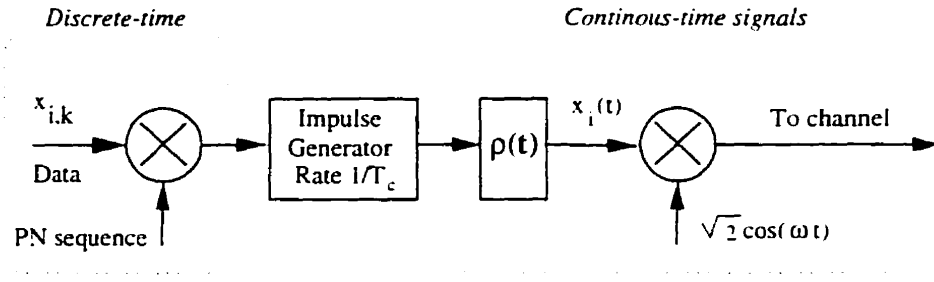 Discrete-time
Continous-time signals
x_{i,k}
Data
PN sequence
Impulse
Generator
Rate 1/T_c
ρ(t)
x_i(t)
√2 cos(ωt)
To channel